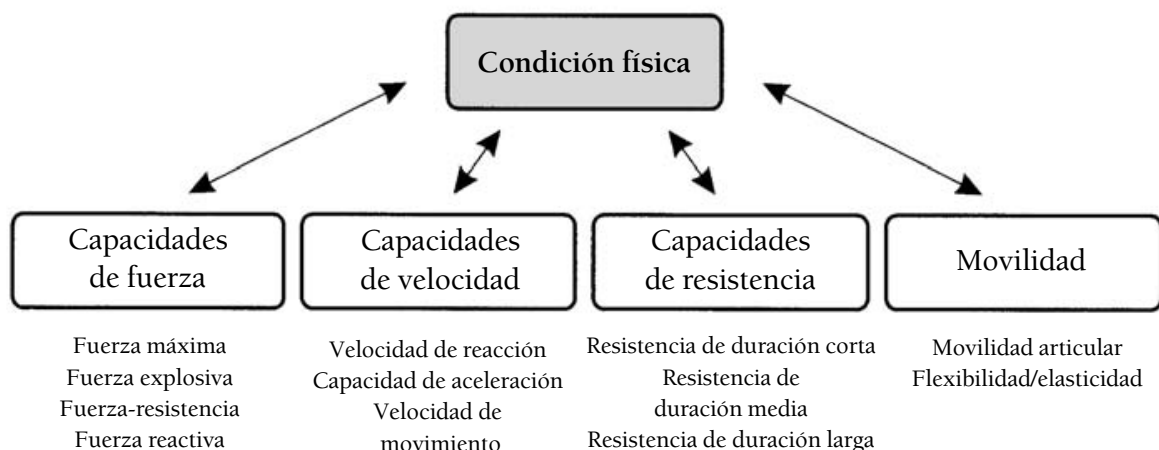 Condición física
Capacidades
de fuerza
Capacidades
de velocidad
Capacidades
de resistencia
Movilidad
Fuerza máxima
Fuerza explosiva
Fuerza-resistencia
Fuerza reactiva
Velocidad de reacción
Capacidad de aceleración
Velocidad de
movimiento
Resistencia de duración corta
Resistencia de
duración media
Resistencia de duración larga
Movilidad articular
Flexibilidad/elasticidad